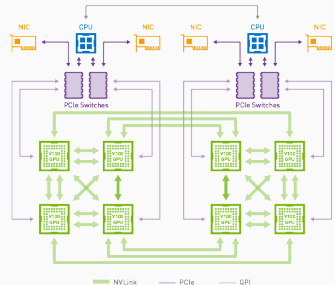 NIC CPU NIC NIC CPU NIC
PCIe Switches PCIe Switches
V100 GPU V100 GPU V100 GPU V100 GPU
V100 GPU V100 GPU V100 GPU V100 GPU
NVLink PCIe QPI